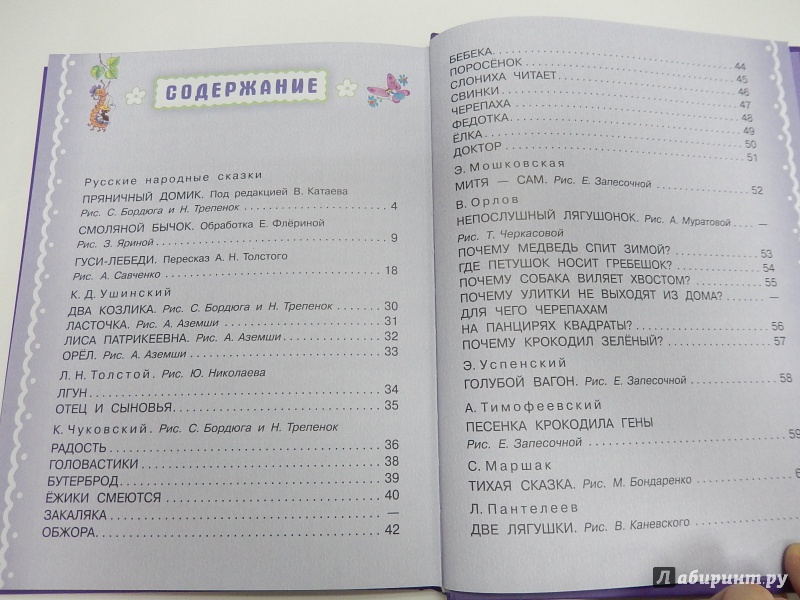 СОДЕРЖАНИЕ
Русские народные сказки
ПРЯНИЧНЫЙ ДОМИК. Под редакцией В. Катаева
Рис. С. Бордюга и Н. Трепенок ........ 4
СМОЛЯНОЙ БЫЧОК. Обработка Е. Флёриной
Рис. З. Яриной ........ 9
ГУСИ-ЛЕБЕДИ. Пересказ А. Н. Толстого
Рис. А. Савченко ........ 18
К. Д. Ушинский
ДВА КОЗЛИКА. Рис. С. Бордюга и Н. Трепенок ........ 30
ЛАСТОЧКА. Рис. А. Аземши ........ 31
ЛИСА ПАТРИКЕЕВНА. Рис. А. Аземши ........ 32
ОРЁЛ. Рис. А. Аземши ........ 33
Л. Н. Толстой. Рис. Ю. Николаева
ЛГУН ........ 34
ОТЕЦ И СЫНОВЬЯ ........ 35
К. Чуковский. Рис. С. Бордюга и Н. Трепенок
РАДОСТЬ ........ 36
ГОЛОВАСТИКИ ........ 38
БУТЕРБРОД ........ 39
ЁЖИКИ СМЕЮТСЯ ........ 40
ЗАКАЛЯКА ........ —
ОБЖОРА ........ 42
БЕБЕКА ........ 44
ПОРОСЁНОК ........ 45
СЛОНИХА ЧИТАЕТ ........ 46
СВИНКИ ........ 47
ЧЕРЕПАХА ........ 48
ФЕДОТКА ........ 49
ЁЛКА ........ 50
ДОКТОР ........ 51
Э. Мошковская
МИТЯ — САМ. Рис. Е. Запесочной ........ 52
В. Орлов
НЕПОСЛУШНЫЙ ЛЯГУШОНОК. Рис. А. Муратовой ..... —
Рис. Т. Черкасовой
ПОЧЕМУ МЕДВЕДЬ СПИТ ЗИМОЙ? ........ 53
ГДЕ ПЕТУШОК НОСИТ ГРЕБЕШОК? ........ 54
ПОЧЕМУ СОБАКА ВИЛЯЕТ ХВОСТОМ? ........ 55
ПОЧЕМУ УЛИТКИ НЕ ВЫХОДЯТ ИЗ ДОМА? ........ —
ДЛЯ ЧЕГО ЧЕРЕПАХАМ
НА ПАНЦИРЯХ КВАДРАТЫ? ........ 56
ПОЧЕМУ КРОКОДИЛ ЗЕЛЁНЫЙ? ........ 57
Э. Успенский
ГОЛУБОЙ ВАГОН. Рис. Е. Запесочной ........ 58
А. Тимофеевский
ПЕСЕНКА КРОКОДИЛА ГЕНЫ
Рис. Е. Запесочной ........ 59
С. Маршак
ТИХАЯ СКАЗКА. Рис. М. Бондаренко ........
Л. Пантелеев
ДВЕ ЛЯГУШКИ. Рис. В. Каневского ........
Лабиринт.ру